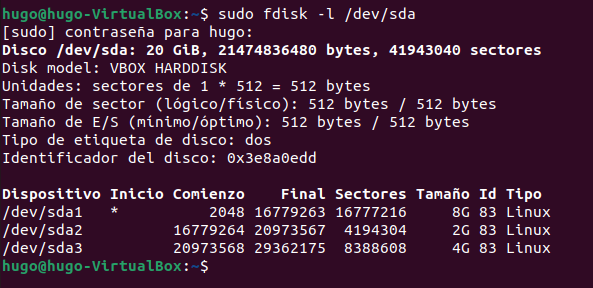 hugo@hugo-VirtualBox:~$ sudo fdisk -l /dev/sda
[sudo] contraseña para hugo:
Disco /dev/sda: 20 GiB, 21474836480 bytes, 41943040 sectores
Disk model: VBOX HARDDISK
Unidades: sectores de 1 * 512 = 512 bytes
Tamaño de sector (lógico/físico): 512 bytes / 512 bytes
Tamaño de E/S (mínimo/óptimo): 512 bytes / 512 bytes
Tipo de etiqueta de disco: dos
Identificador del disco: 0x3e8a0edd

Dispositivo Inicio Comienzo    Final Sectores Tamaño Id Tipo
/dev/sda1   *          2048 16779263 16777216     8G 83 Linux
/dev/sda2          16779264 20973567  4194304     2G 83 Linux
/dev/sda3          20973568 29362175  8388608     4G 83 Linux
hugo@hugo-VirtualBox:~$